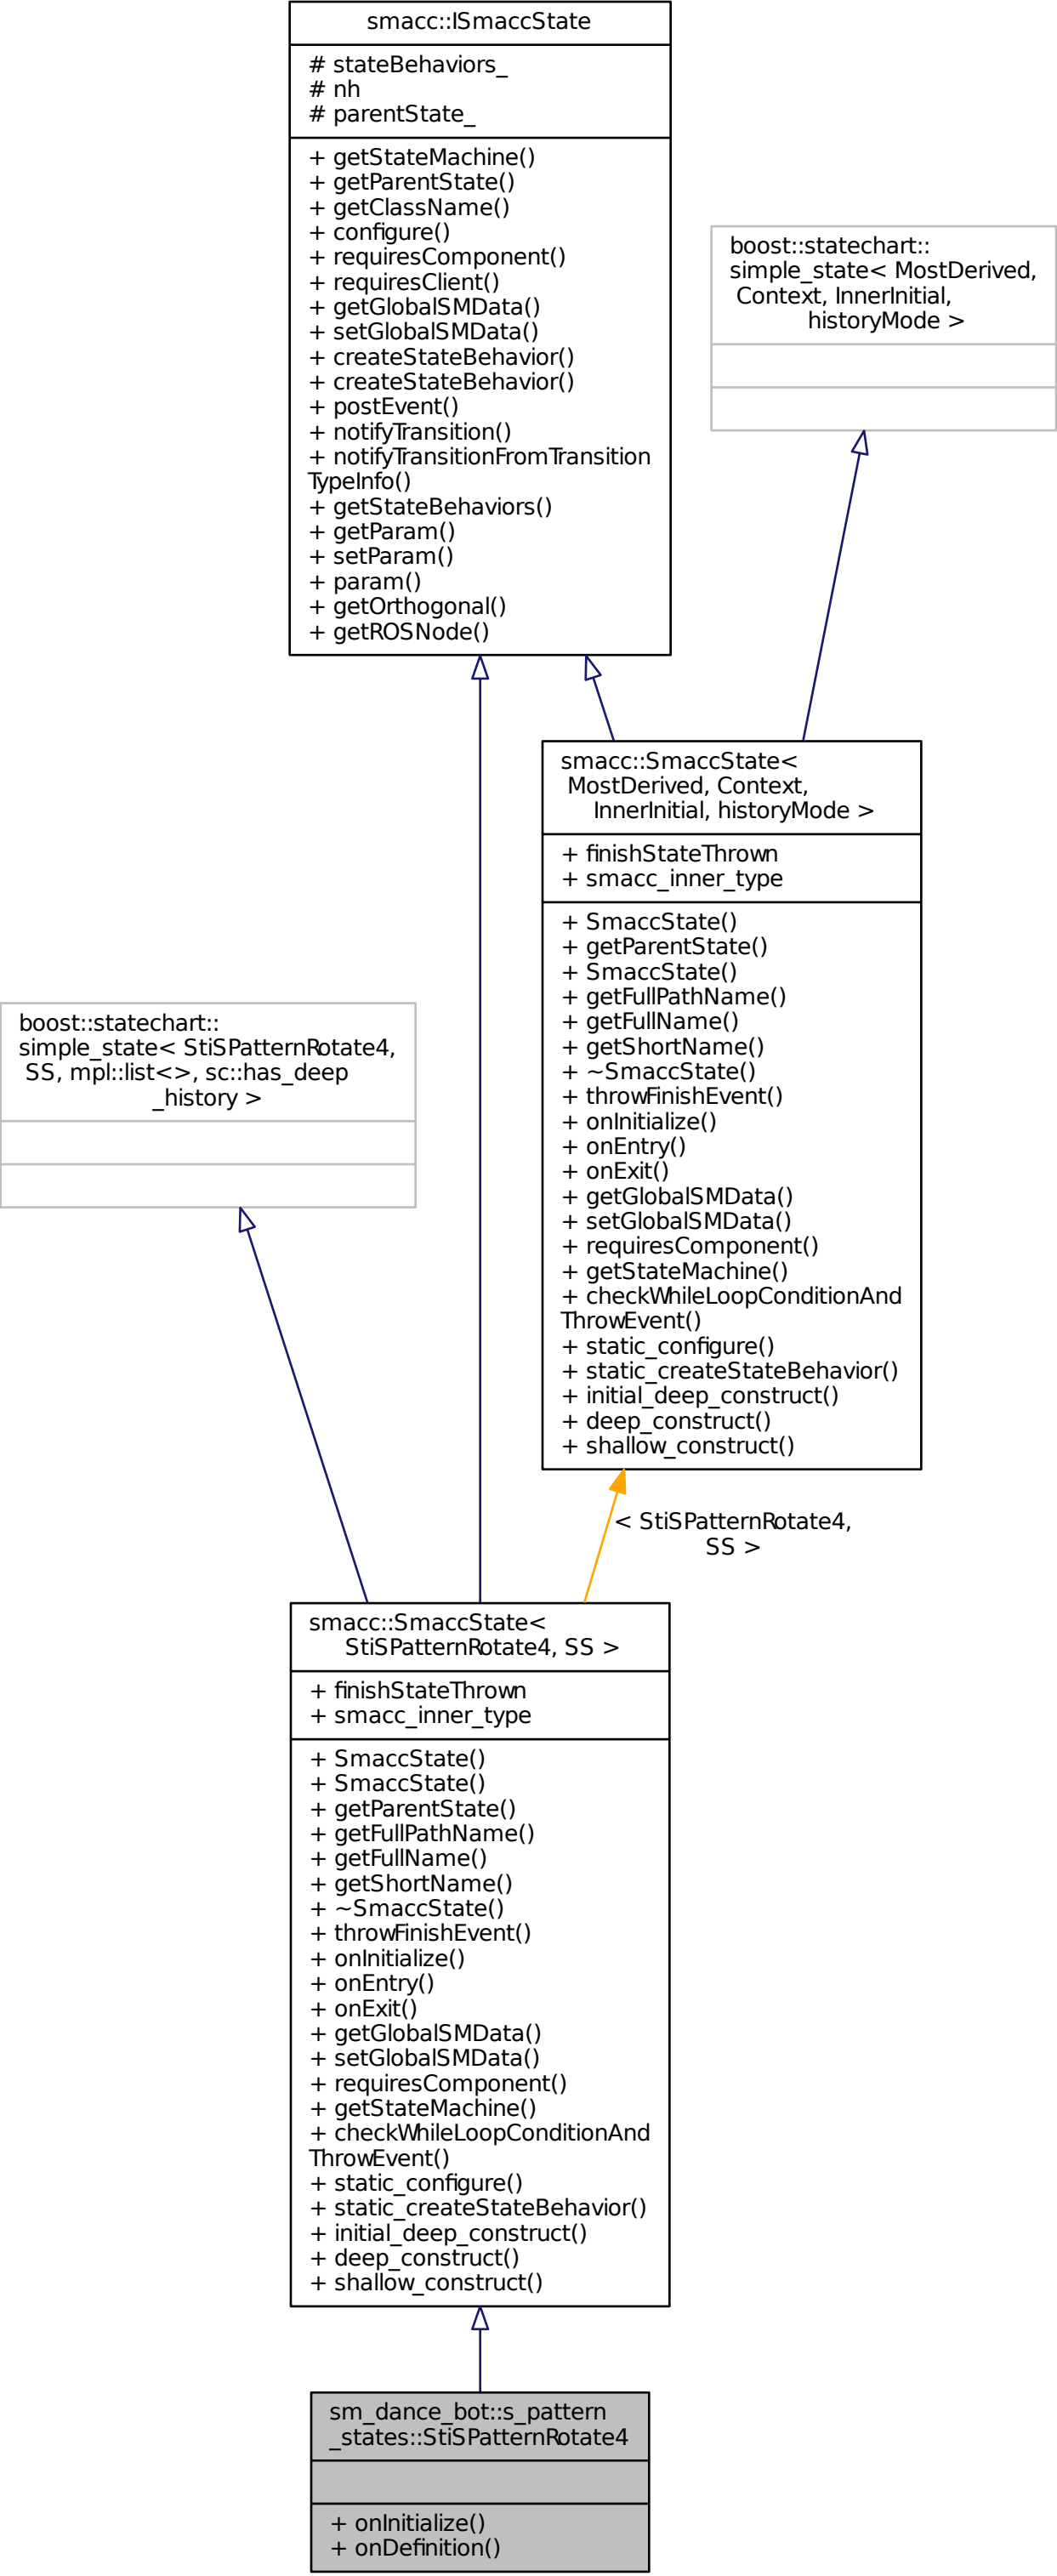 smacc::ISmaccState
# stateBehaviors_
# nh
# parentState_
+ getStateMachine()
+ getParentState()
+ getClassName()
+ configure()
+ requiresComponent()
+ requiresClient()
+ getGlobalSMData()
+ setGlobalSMData()
+ createStateBehavior()
+ createStateBehavior()
+ postEvent()
+ notifyTransition()
+ notifyTransitionFromTransition
TypeInfo()
+ getStateBehaviors()
+ getParam()
+ setParam()
+ param()
+ getOrthogonal()
+ getROSNode()
boost::statechart::
simple_state< MostDerived,
Context, InnerInitial,
historyMode >
smacc::SmaccState<
MostDerived, Context,
InnerInitial, historyMode >
+ finishStateThrown
+ smacc_inner_type
+ SmaccState()
+ getParentState()
+ SmaccState()
+ getFullPathName()
+ getFullName()
+ getShortName()
+ ~SmaccState()
+ throwFinishEvent()
+ onInitialize()
+ onEntry()
+ onExit()
+ getGlobalSMData()
+ setGlobalSMData()
+ requiresComponent()
+ getStateMachine()
+ checkWhileLoopConditionAnd
ThrowEvent()
+ static_configure()
+ static_createStateBehavior()
+ initial_deep_construct()
+ deep_construct()
+ shallow_construct()
boost::statechart::
simple_state< StiSPatternRotate4,
SS, mpl::list<>, sc::has_deep
_history >
< StiSPatternRotate4,
SS >
smacc::SmaccState<
StiSPatternRotate4, SS >
+ finishStateThrown
+ smacc_inner_type
+ SmaccState()
+ SmaccState()
+ getParentState()
+ getFullPathName()
+ getFullName()
+ getShortName()
+ ~SmaccState()
+ throwFinishEvent()
+ onInitialize()
+ onEntry()
+ onExit()
+ getGlobalSMData()
+ setGlobalSMData()
+ requiresComponent()
+ getStateMachine()
+ checkWhileLoopConditionAnd
ThrowEvent()
+ static_configure()
+ static_createStateBehavior()
+ initial_deep_construct()
+ deep_construct()
+ shallow_construct()
sm_dance_bot::s_pattern
_states::StiSPatternRotate4
+ onInitialize()
+ onDefinition()